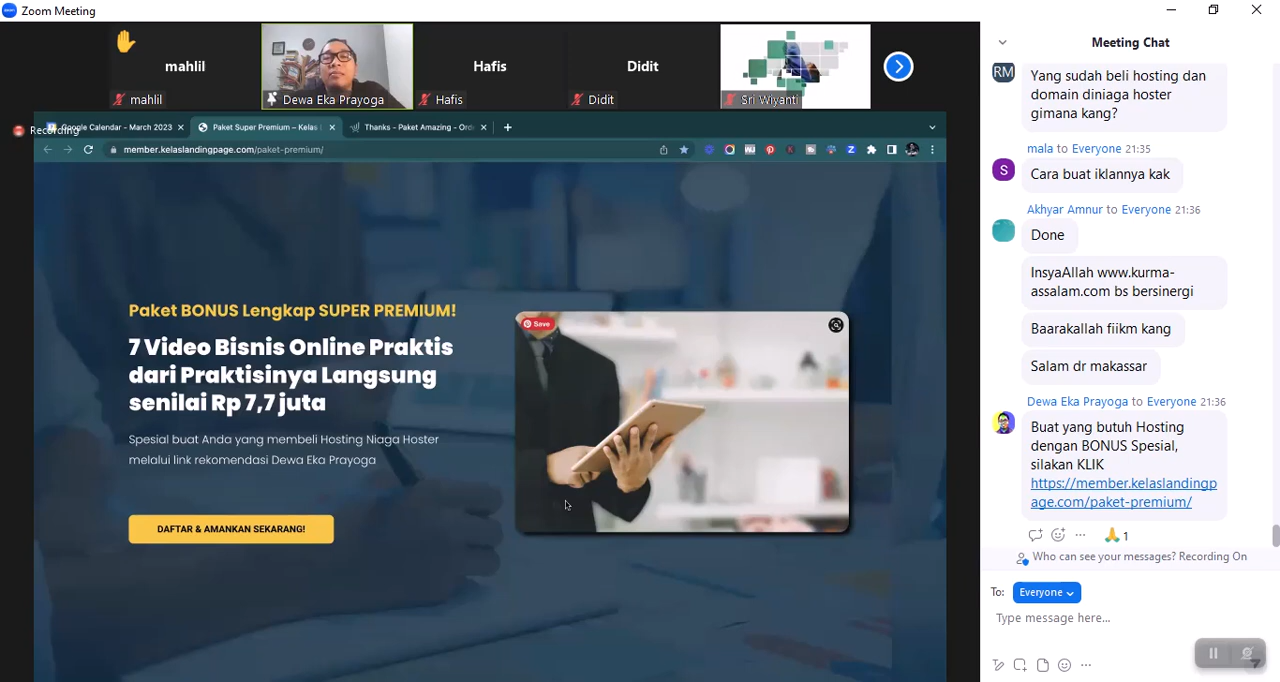 Zoom Meeting
mahlil
Hafis
Didit
mahlil
Dewa Eka Prayoga
Hafis
Didit
Sri Wiyanti
Recording
Google Calendar - March 2023
Paket Super Premium – Kelas
Thanks - Paket Amazing - Ord
member.kelaslandingpage.com/paket-premium/
Paket BONUS Lengkap SUPER PREMIUM!
7 Video Bisnis Online Praktis
dari Praktisinya Langsung
senilai Rp 7,7 juta
Spesial buat Anda yang membeli Hosting Niaga Hoster
melalui link rekomendasi Dewa Eka Prayoga
DAFTAR & AMANKAN SEKARANG!
Save
Meeting Chat
RM
Yang sudah beli hosting dan
domain diniaga hoster
gimana kang?
mala to Everyone 21:35
S
Cara buat iklannya kak
Akhyar Amnur to Everyone 21:36
Done
InsyaAllah www.kurma-
assalam.com bs bersinergi
Baarakallah fiikm kang
Salam dr makassar
Dewa Eka Prayoga to Everyone 21:36
Buat yang butuh Hosting
dengan BONUS Spesial,
silakan KLIK
https://member.kelaslandingp
age.com/paket-premium/
1
Who can see your messages? Recording On
To: Everyone
Type message here...